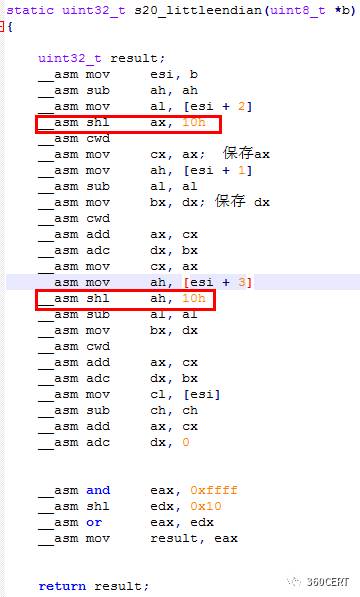 static uint32_t s20_littleendian(uint8_t *b)
{
uint32_t result;
__asm mov esi, b
__asm sub ah, ah
__asm mov al, [esi + 2]
__asm shl ax, 10h
__asm cwd
__asm mov cx, ax; 保存ax
__asm mov ah, [esi + 1]
__asm sub al, al
__asm mov bx, dx; 保存 dx
__asm cwd
__asm add ax, cx
__asm adc dx, bx
__asm mov cx, ax
__asm mov ah, [esi + 3]
__asm shl ah, 10h
__asm sub al, al
__asm mov bx, dx
__asm cwd
__asm add ax, cx
__asm adc dx, bx
__asm mov cl, [esi]
__asm sub ch, ch
__asm add ax, cx
__asm adc dx, 0
__asm and eax, 0xffff
__asm shl edx, 0x10
__asm or eax, edx
__asm mov result, eax
return result;
360CERT